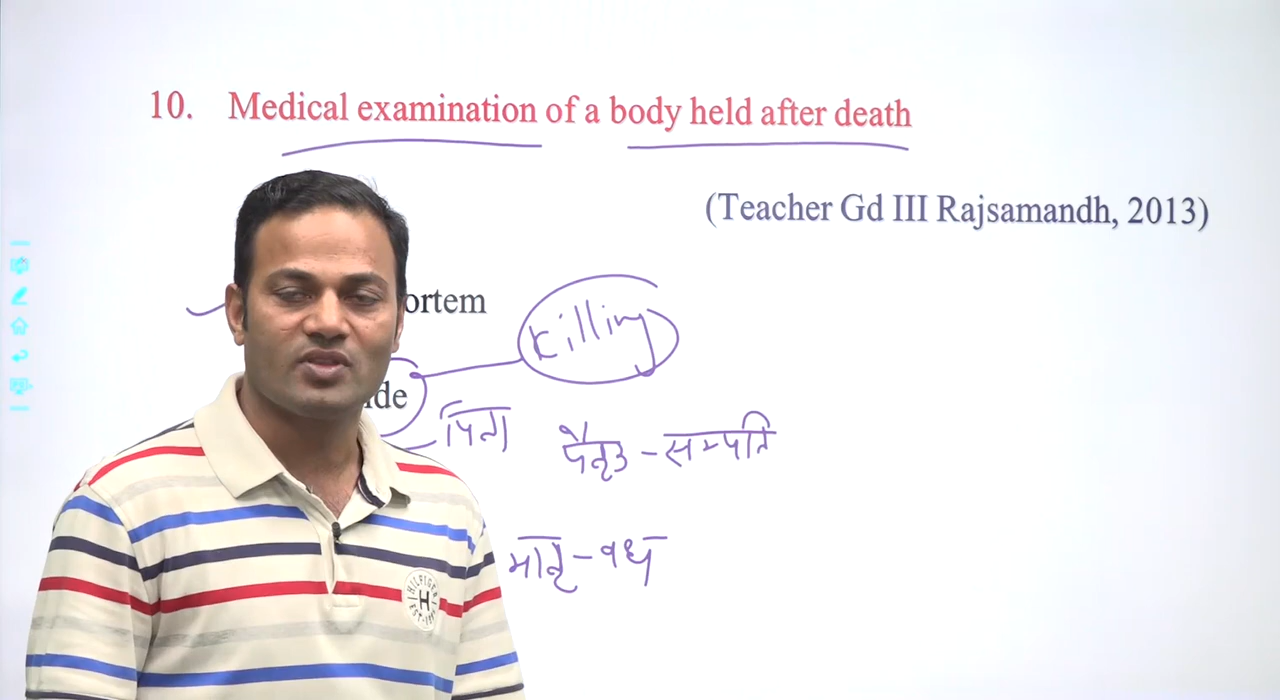 10. Medical examination of a body held after death
(Teacher Gd III Rajsamandh, 2013)
ortem
Killing
ide
पिता
पैतृक - सम्पति
मातृ - वध
HILFIGER
H